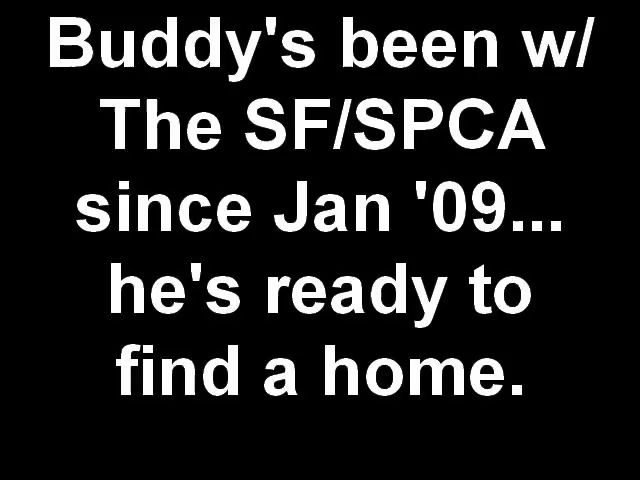 Buddy's been w/
The SF/SPCA
since Jan '09...
he's ready to
find a home.